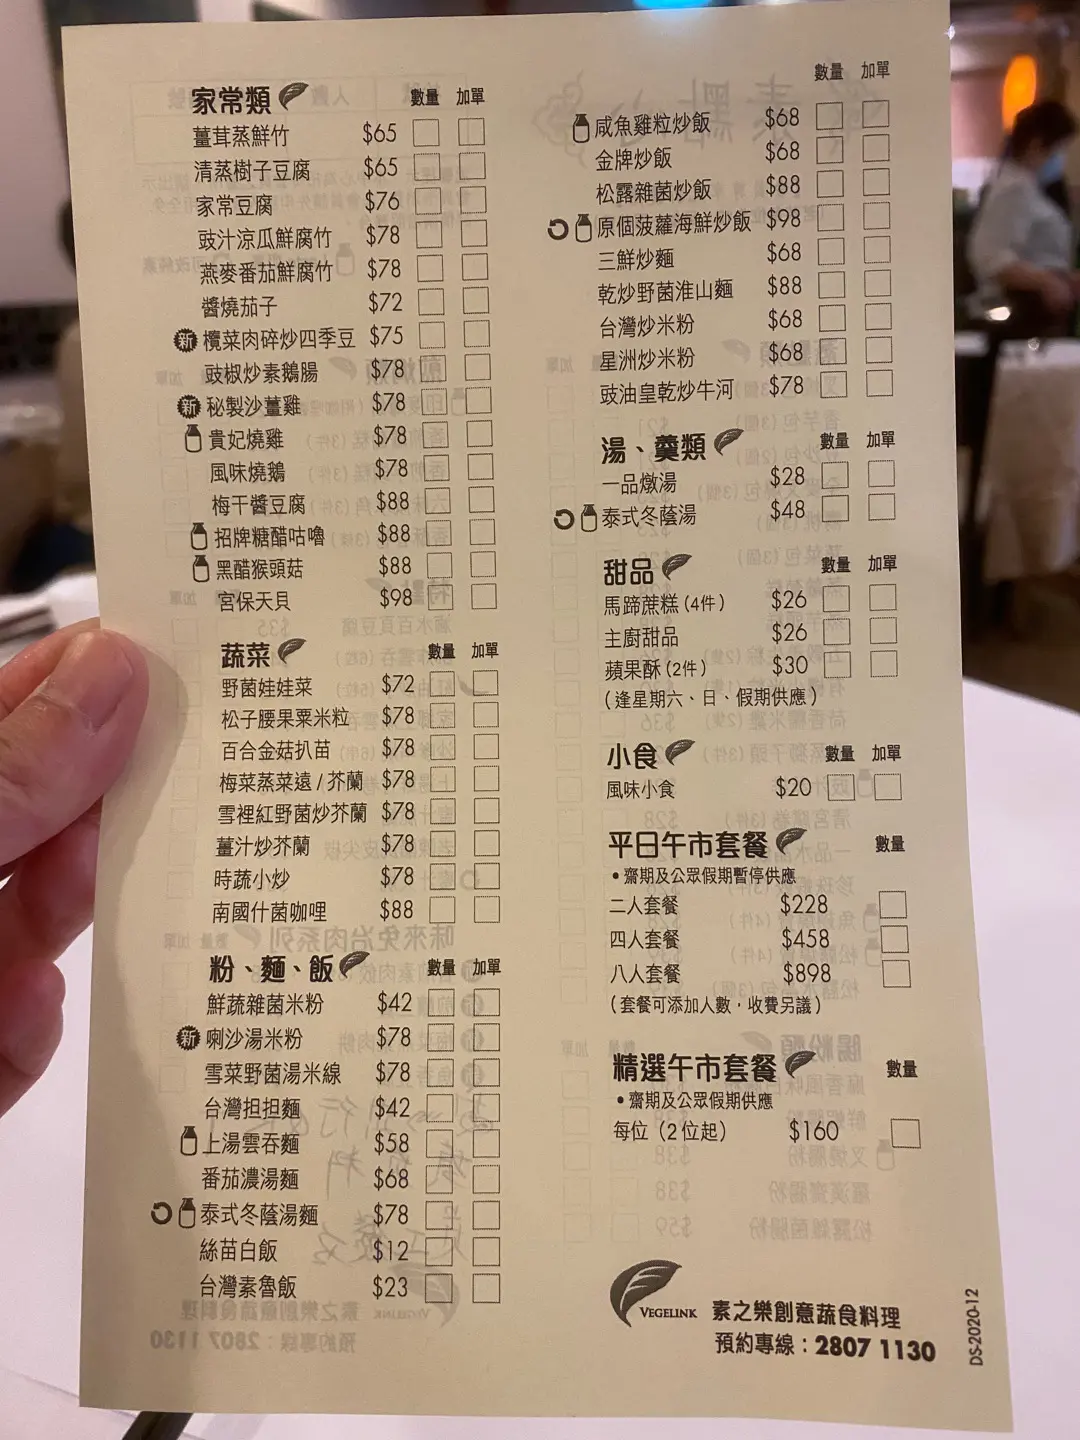 家常類 數量 加單
薑茸蒸鮮竹 $65
清蒸樹子豆腐 $65
家常豆腐 $76
豉汁涼瓜鮮腐竹 $78
燕麥番茄鮮腐竹 $78
醬燒茄子 $72
新 欖菜肉碎炒四季豆 $75
豉椒炒素鵝腸 $78
新 秘製沙薑雞 $78
貴妃燒雞 $78
風味燒鵝 $78
梅干醬豆腐 $88
招牌糖醋咕嚕 $88
黑醋猴頭菇 $88
宮保天貝 $98
蔬菜 數量 加單
野菌娃娃菜 $72
松子腰果粟米粒 $78
百合金菇扒苗 $78
梅菜蒸菜遠 / 芥蘭 $78
雪裡紅野菌炒芥蘭 $78
薑汁炒芥蘭 $78
時蔬小炒 $78
南國什菌咖哩 $88
粉、麵、飯 數量 加單
鮮蔬雜菌米粉 $42
新 喇沙湯米粉 $78
雪菜野菌湯米線 $78
台灣担担麵 $42
上湯雲吞麵 $58
番茄濃湯麵 $68
泰式冬蔭湯麵 $78
絲苗白飯 $12
台灣素魯飯 $23
數量 加單
咸魚雞粒炒飯 $68
金牌炒飯 $68
松露雜菌炒飯 $88
原個菠蘿海鮮炒飯 $98
三鮮炒麵 $68
乾炒野菌淮山麵 $88
台灣炒米粉 $68
星洲炒米粉 $68
豉油皇乾炒牛河 $78
湯、羹類 數量 加單
一品燉湯 $28
泰式冬蔭湯 $48
甜品 數量 加單
馬蹄蔗糕 (4件) $26
主廚甜品 $26
蘋果酥 (2件) $30
(逢星期六、日、假期供應)
小食 數量 加單
風味小食 $20
平日午市套餐 數量
•齋期及公眾假期暫停供應
二人套餐 $228
四人套餐 $458
八人套餐 $898
(套餐可添加人數，收費另議)
精選午市套餐 數量
•齋期及公眾假期供應
每位（2位起） $160
VEGELINK 素之樂創意蔬食料理
預約專線：2807 1130
DS-2020-12